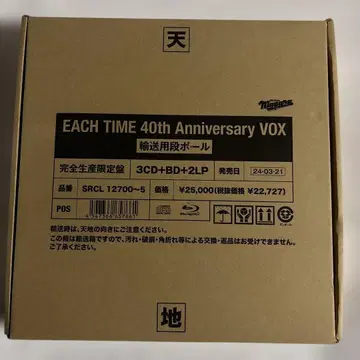 天
Niagara
EACH TIME 40th Anniversary VOX
輸送用段ボール
完全生産限定盤 3CD+BD+2LP 発売日 24·03·21
品番 SRCL 12700~5 価格 ¥25,000(税抜価格 ¥22,727)
POS
輸送時は、天地の向きにご注意ください。
この箱は輸送箱ですので、汚れ・破損・角折れ等による交換・返品はお受けできません。
ご了承ください。
地